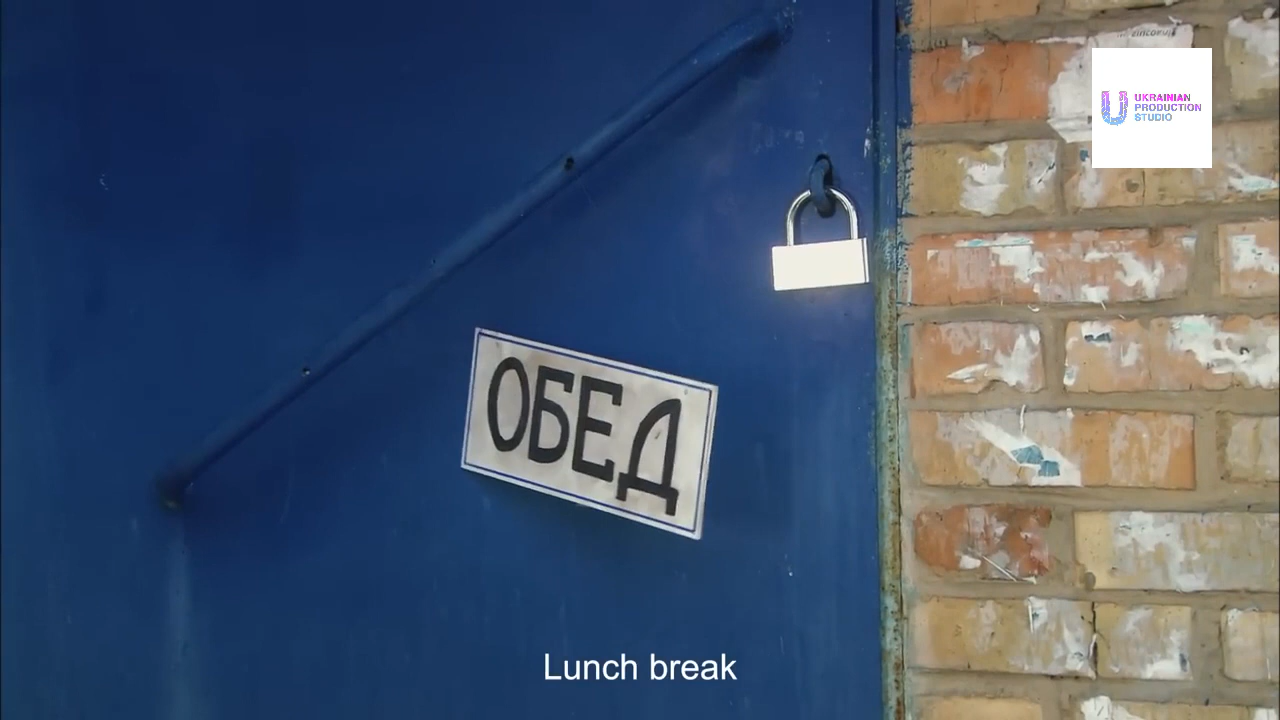 UKRAINIAN
PRODUCTION
STUDIO
ОБЕД
Lunch break